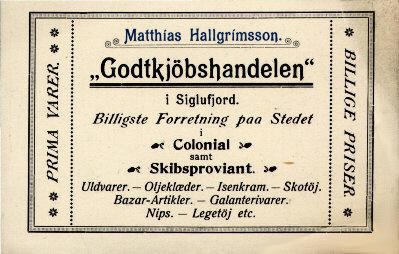 Matthías Hallgrímsson.
„Godtkjöbshandelen“
i Siglufjord.
Billigste Forretning paa Stedet
i
Colonial
samt
Skibsproviant.
Uldvarer. — Oljeklæder. — Isenkram. — Skotöj.
Bazar-Artikler. — Galanterivarer.
Nips. — Legetöj etc.
PRIMA VARER.
BILLIGE PRISER.